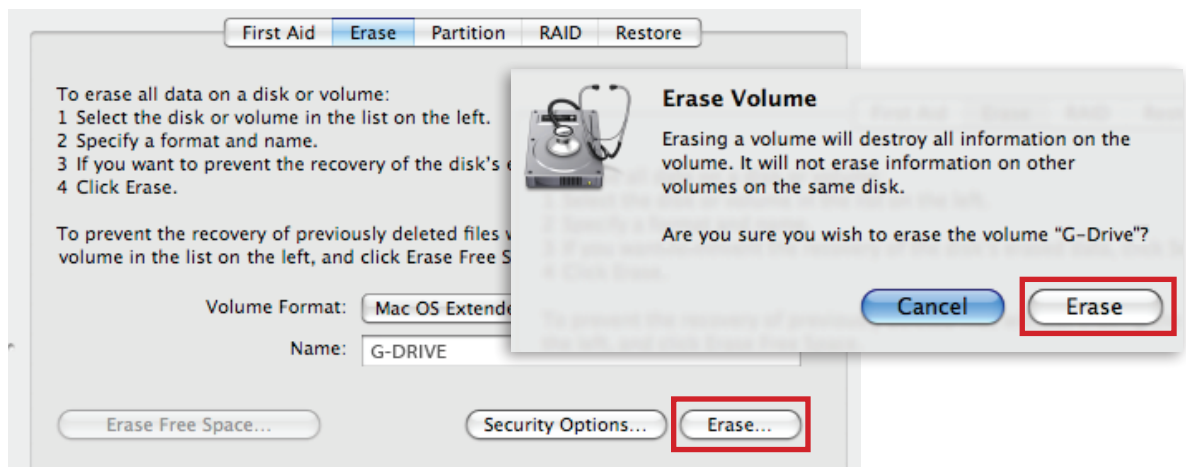 First Aid Erase Partition RAID Restore
To erase all data on a disk or volume:
1 Select the disk or volume in the list on the left.
2 Specify a format and name.
3 If you want to prevent the recovery of the disk's
4 Click Erase.
To prevent the recovery of previously deleted files
volume in the list on the left, and click Erase Free
Volume Format: Mac OS Extende
Name: G-DRIVE
Erase Free Space...
Security Options...
Erase...
Erase Volume
Erasing a volume will destroy all information on the
volume. It will not erase information on other
volumes on the same disk.
Are you sure you wish to erase the volume “G-Drive”?
Cancel
Erase